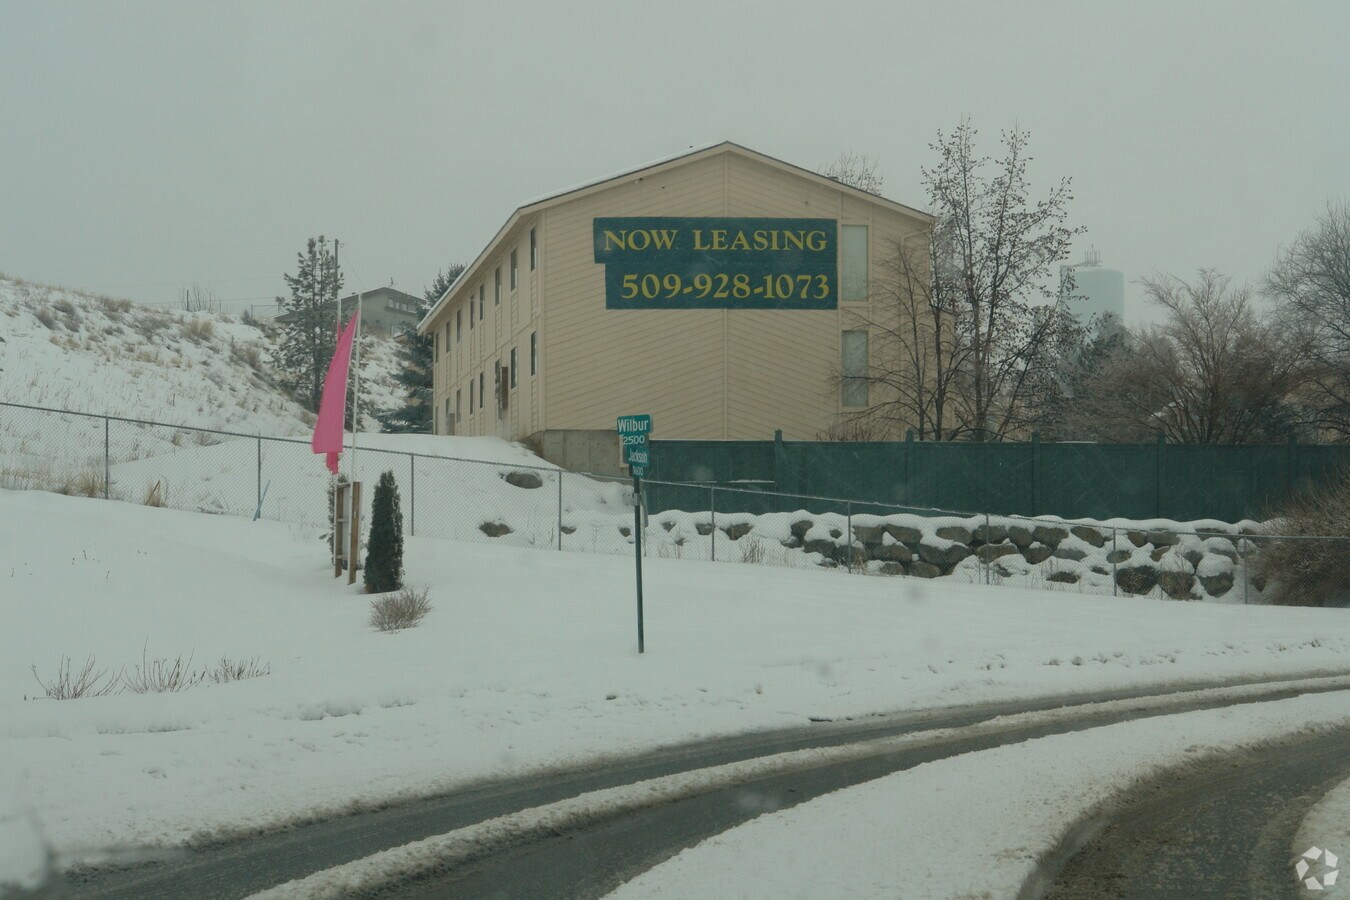 NOW LEASING
509-928-1073
Wilbur
2500
Jackson